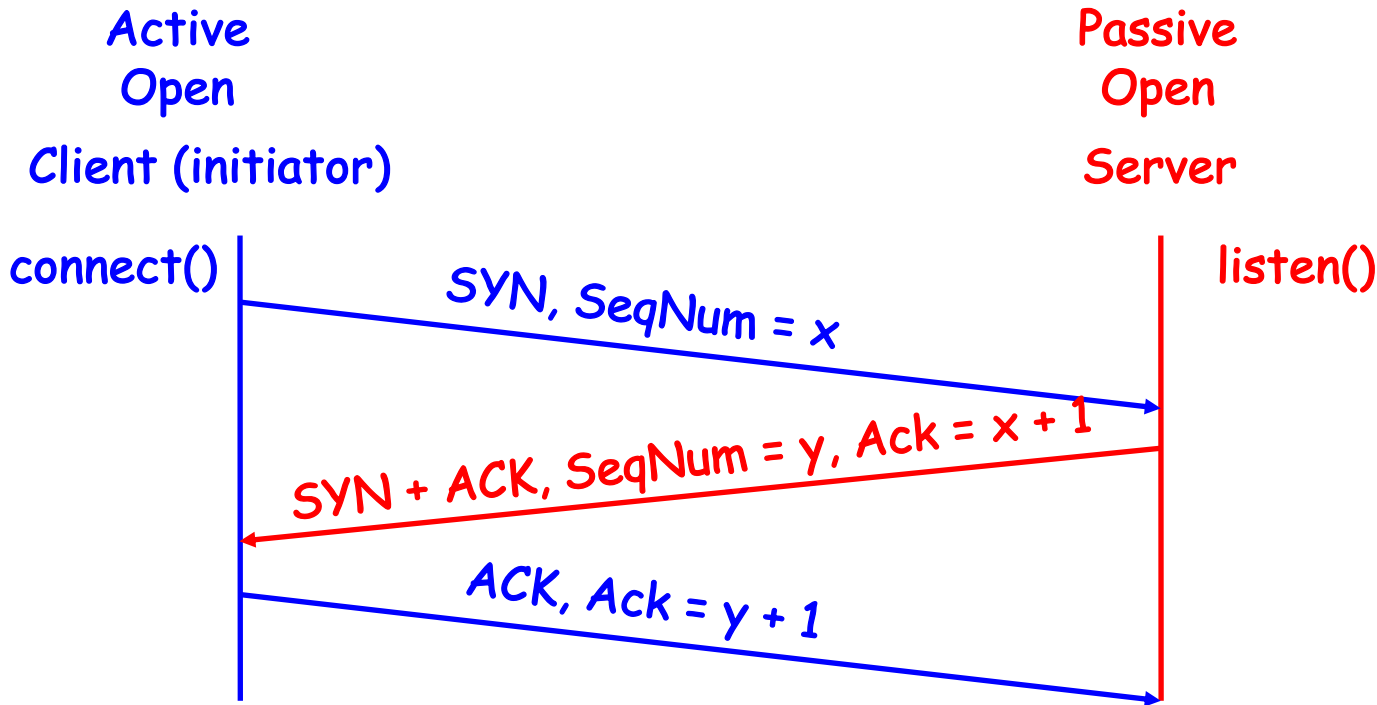 Active
Open
Client (initiator)
Passive
Open
Server
connect()
listen()
SYN, SeqNum = x
SYN + ACK, SeqNum = y, Ack = x + 1
ACK, Ack = y + 1